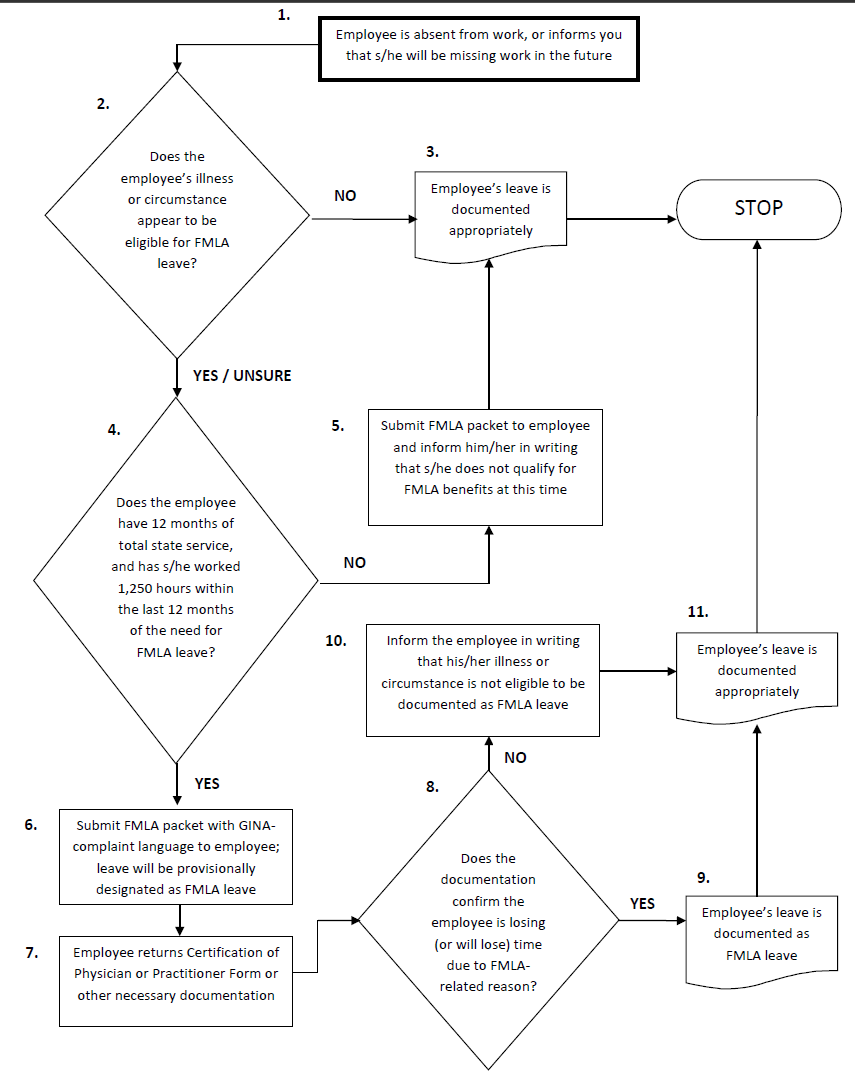 1.
Employee is absent from work, or informs you
that s/he will be missing work in the future
2.
Does the
employee's illness
or circumstance
appear to be
eligible for FMLA
leave?
NO
3.
Employee's leave is
documented
appropriately
STOP
YES / UNSURE
4.
Does the employee
have 12 months of
total state service,
and has s/he worked
1,250 hours within
the last 12 months
of the need for
FMLA leave?
NO
5.
Submit FMLA packet to employee
and inform him/her in writing
that s/he does not qualify for
FMLA benefits at this time
YES
6.
Submit FMLA packet with GINA-
complaint language to employee;
leave will be provisionally
designated as FMLA leave
7.
Employee returns Certification of
Physician or Practitioner Form or
other necessary documentation
8.
Does the
documentation
confirm the
employee is losing
(or will lose) time
due to FMLA-
related reason?
YES
9.
Employee's leave is
documented as
FMLA leave
NO
10.
Inform the employee in writing
that his/her illness or
circumstance is not eligible to be
documented as FMLA leave
11.
Employee's leave is
documented
appropriately